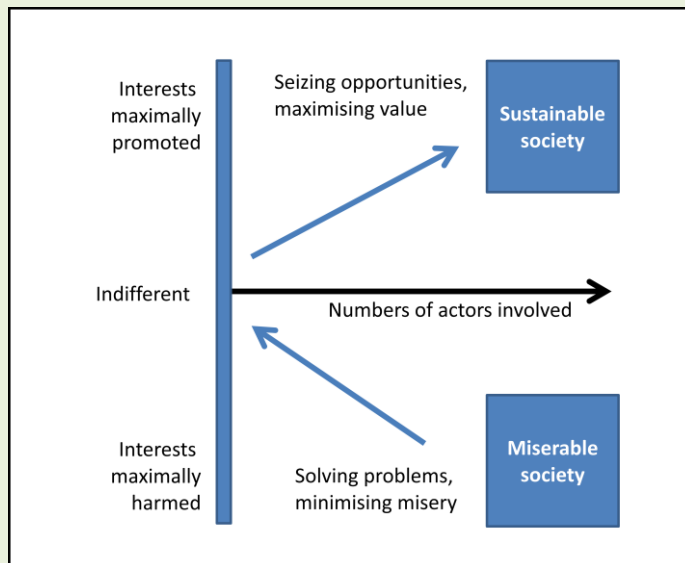 Interests
maximally
promoted
Seizing opportunities,
maximising value
Sustainable
society
Indifferent
Numbers of actors involved
Interests
maximally
harmed
Solving problems,
minimising misery
Miserable
society